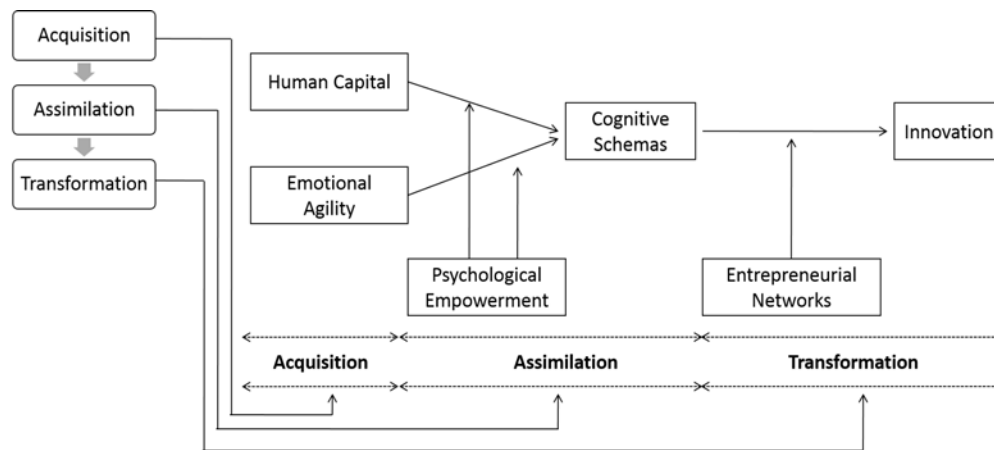 Acquisition
Assimilation
Transformation
Human Capital
Emotional
Agility
Cognitive
Schemas
Innovation
Psychological
Empowerment
Entrepreneurial
Networks
Acquisition
Assimilation
Transformation